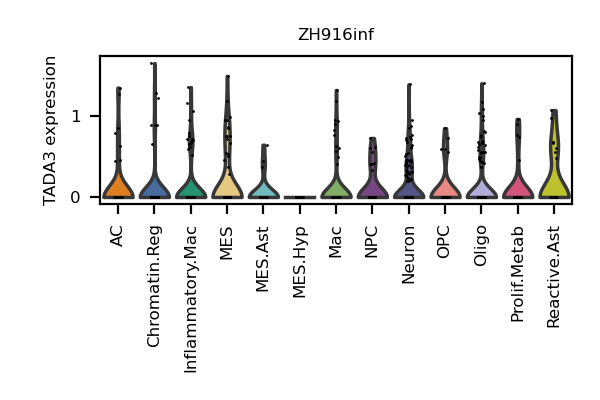 ZH916inf
TADA3 expression
1
0
AC
Chromatin.Reg
Inflammatory.Mac
MES
MES.Ast
MES.Hyp
Mac
NPC
Neuron
OPC
Oligo
Prolif.Metab
Reactive.Ast